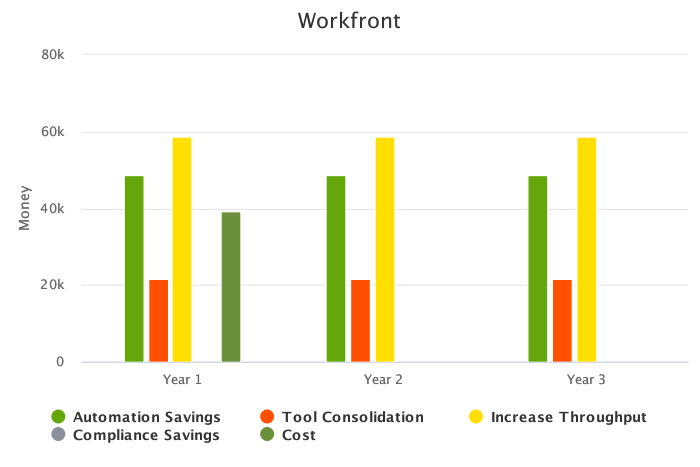 Workfront
80k
60k
40k
20k
0
Money
Year 1 Year 2 Year 3
Automation Savings Tool Consolidation Increase Throughput
Compliance Savings Cost